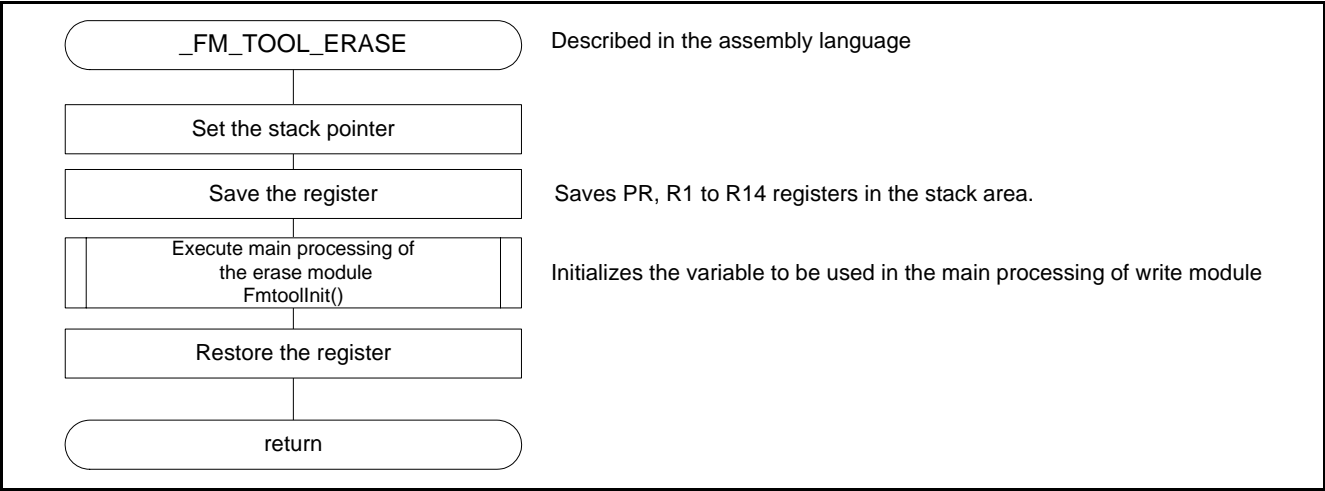 _FM_TOOL_ERASE
Described in the assembly language
Set the stack pointer
Save the register
Saves PR, R1 to R14 registers in the stack area.
Execute main processing of
the erase module
FmtoolInit()
Initializes the variable to be used in the main processing of write module
Restore the register
return